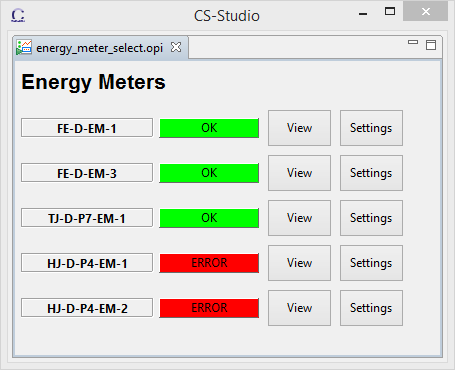 CS-Studio
energy_meter_select.opi
Energy Meters
FE-D-EM-1 OK View Settings
FE-D-EM-3 OK View Settings
TJ-D-P7-EM-1 OK View Settings
HJ-D-P4-EM-1 ERROR View Settings
HJ-D-P4-EM-2 ERROR View Settings